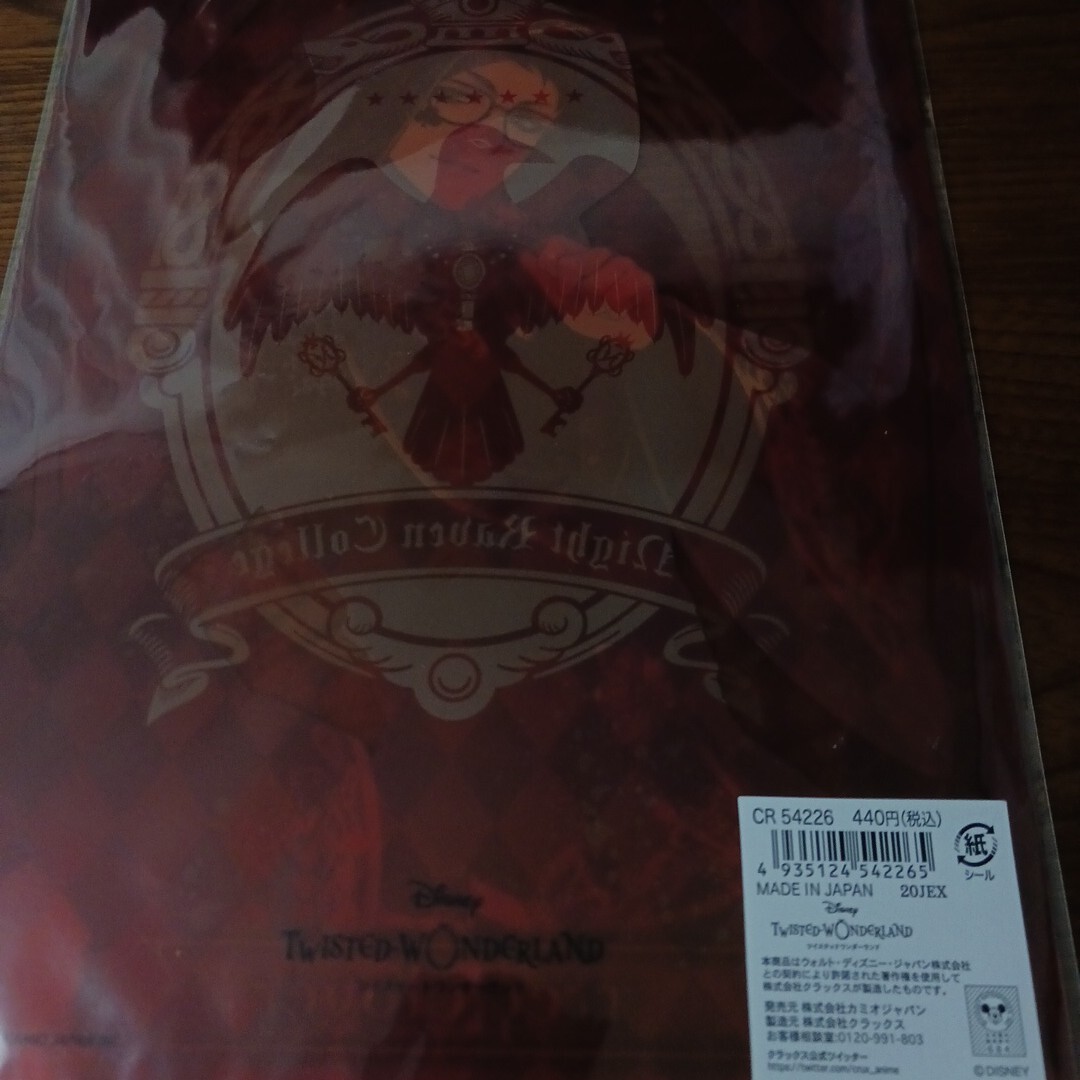 Night Raven College
Disney
TWISTED-WONDERLAND
CR 54226 440円(税込)
紙
シール
4 935124 542265
MADE IN JAPAN 20JEX
Disney
TWISTED-WONDERLAND
ツイステッドワンダーランド
本商品はウォルト・ディズニー・ジャパン株式会社
との契約により許諾された著作権を使用して
株式会社クラックスが製造したものです。
発売元 株式会社カミオジャパン
製造元 株式会社クラックス
お客様相談室:0120-991-803
クラックス公式ツイッター
https://twitter.com/crux_anime
©DISNEY